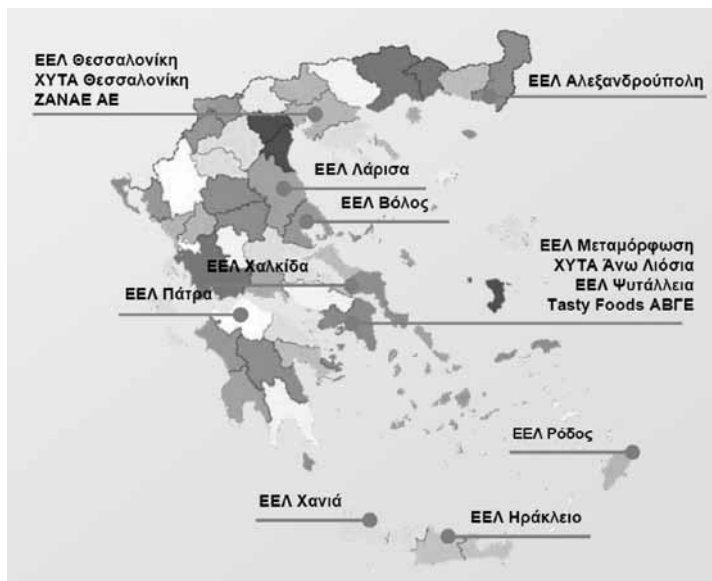 ΕΕΛ Θεσσαλονίκη
ΧΥΤΑ Θεσσαλονίκη
ΖΑΝΑΕ ΑΕ
ΕΕΛ Αλεξανδρούπολη
ΕΕΛ Λάρισα
ΕΕΛ Βόλος
ΕΕΛ Μεταμόρφωση
ΧΥΤΑ Άνω Λιόσια
ΕΕΛ Ψυτάλλεια
Tasty Foods ΑΒΓΕ
ΕΕΛ Χαλκίδα
ΕΕΛ Πάτρα
ΕΕΛ Ρόδος
ΕΕΛ Χανιά
ΕΕΛ Ηράκλειο